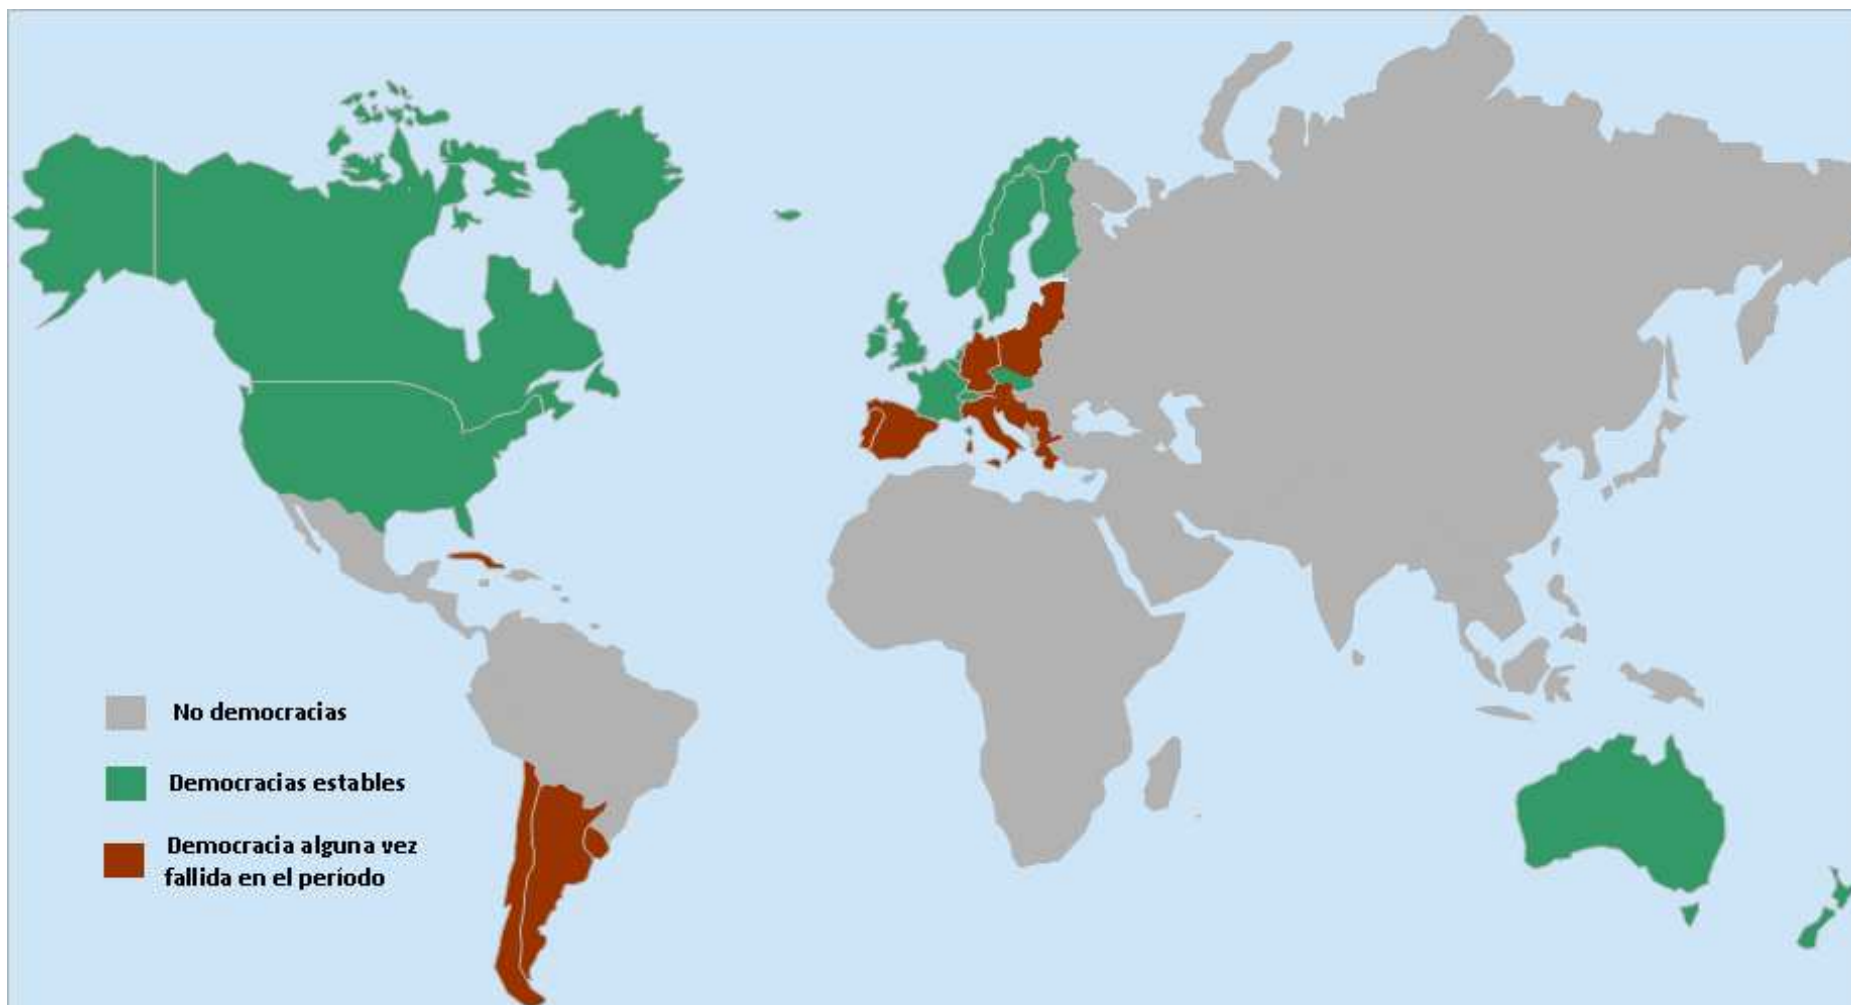 No democracias
Democracias estables
Democracia alguna vez
fallida en el período